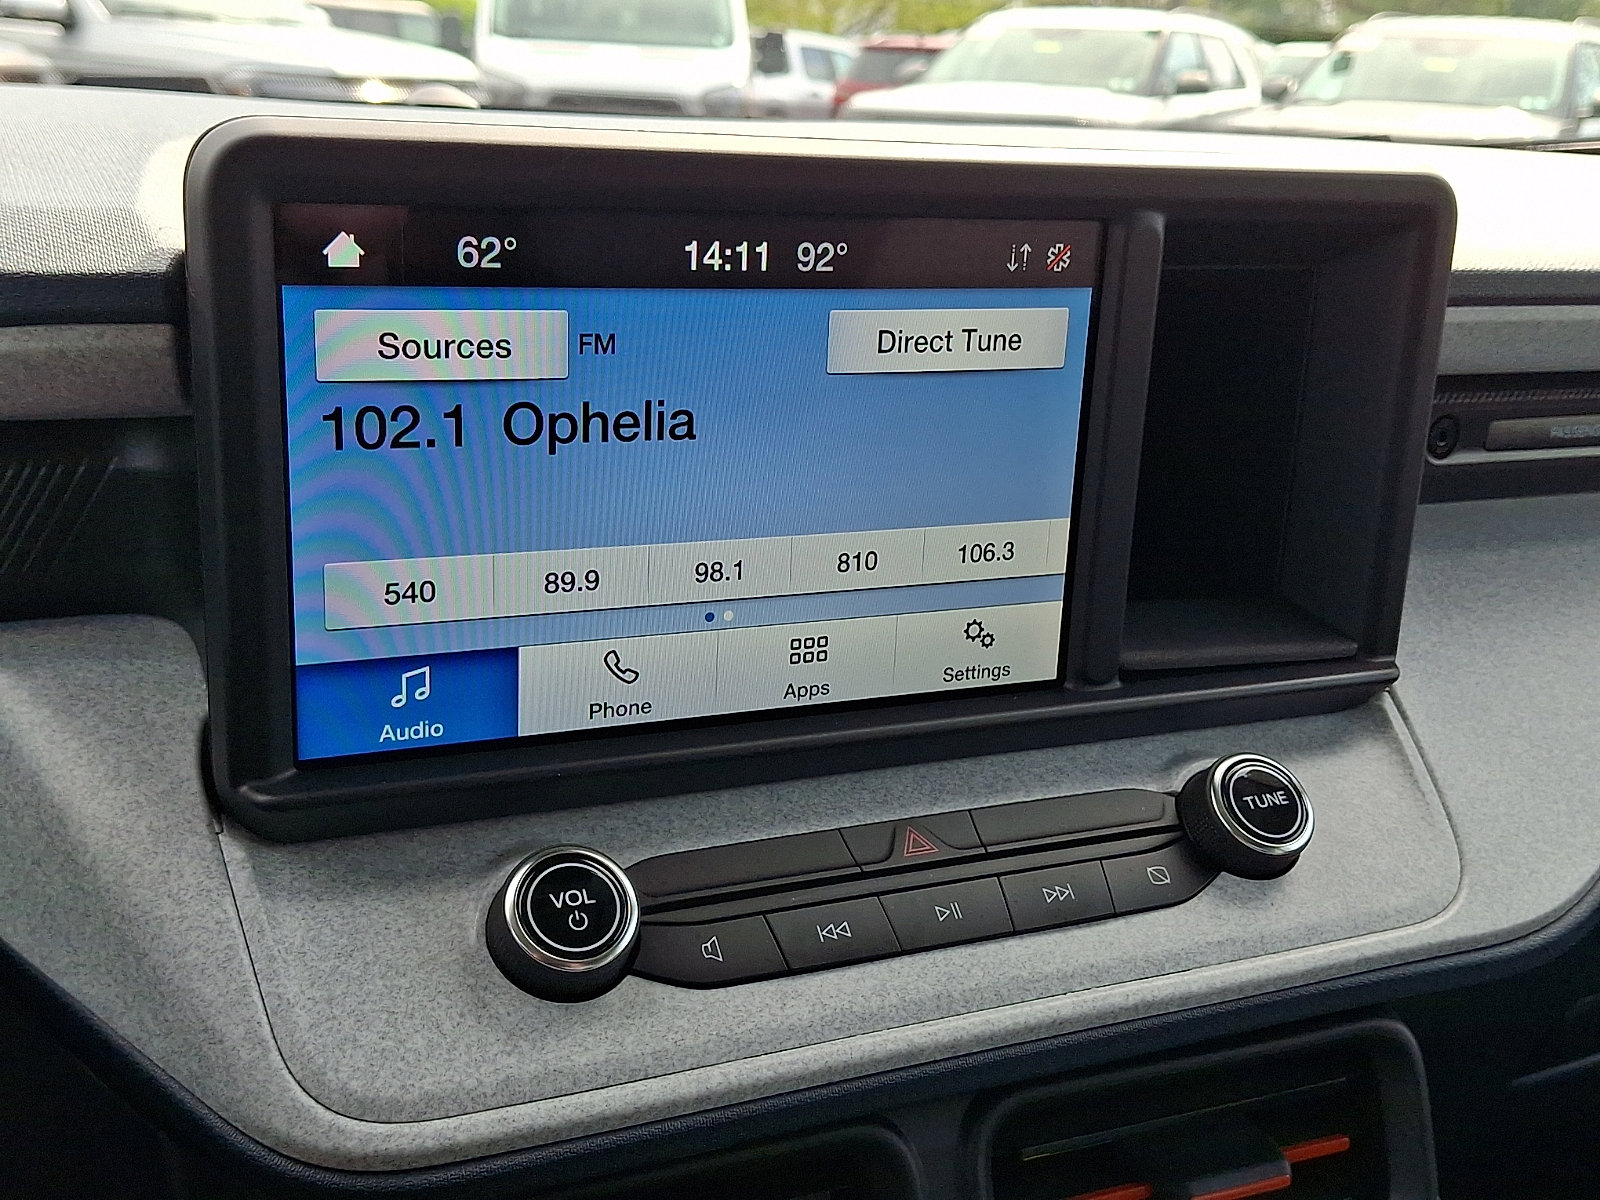 62° 14:11 92°
Sources FM Direct Tune
102.1 Ophelia
540 89.9 98.1 810 106.3
Audio Phone Apps Settings
TUNE
VOL